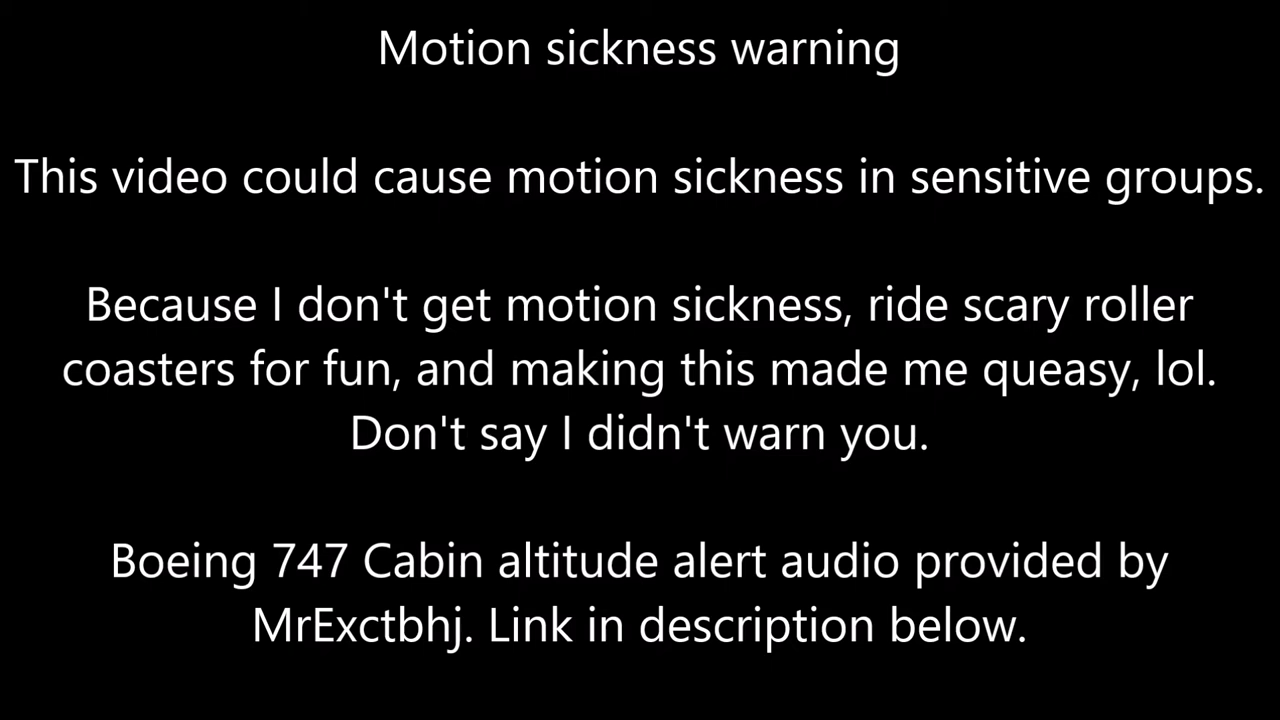 Motion sickness warning
This video could cause motion sickness in sensitive groups.
Because I don't get motion sickness, ride scary roller
coasters for fun, and making this made me queasy, lol.
Don't say I didn't warn you.
Boeing 747 Cabin altitude alert audio provided by
MrExctbhj. Link in description below.